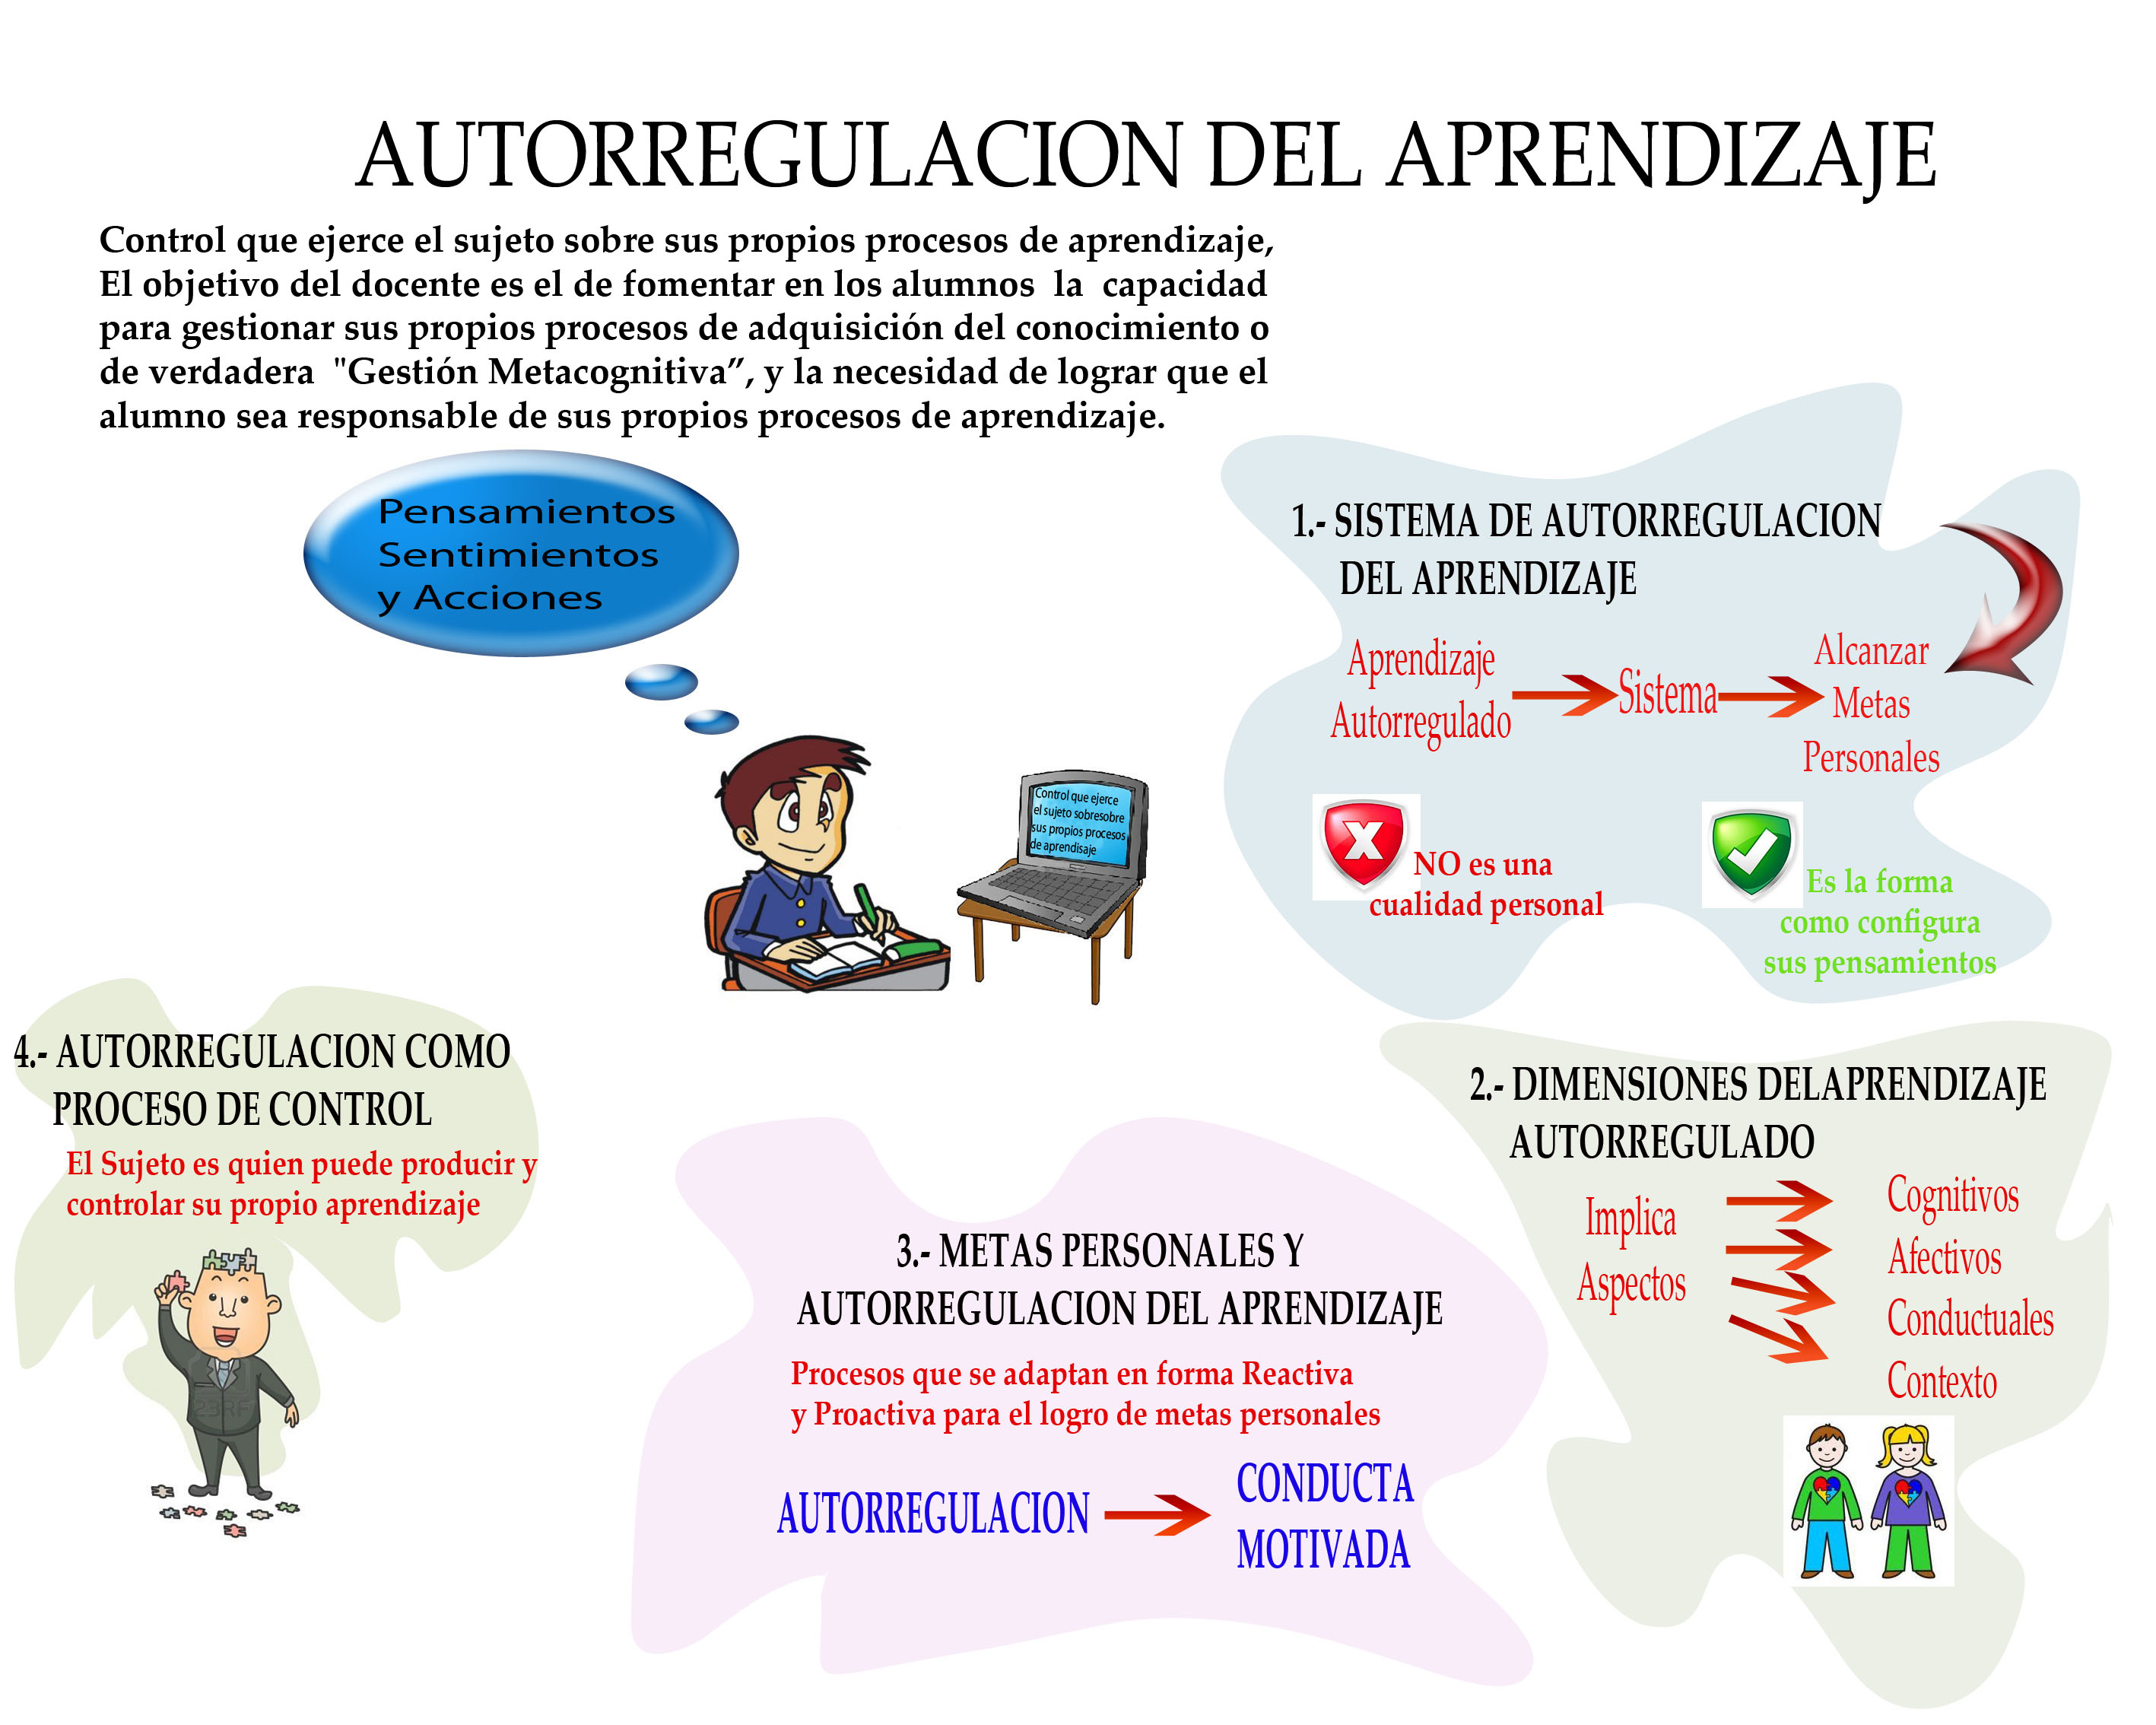 AUTORREGULACION DEL APRENDIZAJE
Control que ejerce el sujeto sobre sus propios procesos de aprendizaje,
El objetivo del docente es el de fomentar en los alumnos la capacidad
para gestionar sus propios procesos de adquisición del conocimiento o
de verdadera "Gestión Metacognitiva”, y la necesidad de lograr que el
alumno sea responsable de sus propios procesos de aprendizaje.
Pensamientos
Sentimientos
y Acciones
Control que ejerce
el sujeto sobresobre
sus propios procesos
de aprendisaje
1.- SISTEMA DE AUTORREGULACION
DEL APRENDIZAJE
Aprendizaje
Autorregulado
Sistema
Alcanzar
Metas
Personales
NO es una
cualidad personal
Es la forma
como configura
sus pensamientos
2.- DIMENSIONES DELAPRENDIZAJE
AUTORREGULADO
Implica
Aspectos
Cognitivos
Afectivos
Conductuales
Contexto
3.- METAS PERSONALES Y
AUTORREGULACION DEL APRENDIZAJE
Procesos que se adaptan en forma Reactiva
y Proactiva para el logro de metas personales
AUTORREGULACION
CONDUCTA
MOTIVADA
4.- AUTORREGULACION COMO
PROCESO DE CONTROL
El Sujeto es quien puede producir y
controlar su propio aprendizaje